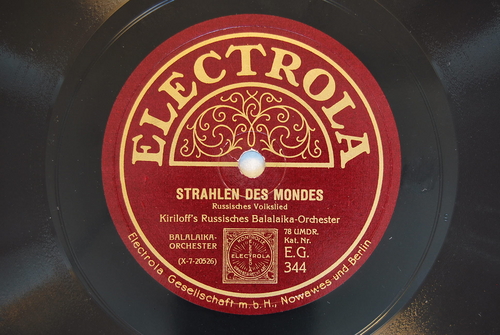 ELECTROLA
STRAHLEN DES MONDES
Russisches Volkslied
Kiriloff's Russisches Balalaika-Orchester
BALALAIKA-
ORCHESTER
(X-7-20526)
ELECTROLA
78 UMDR.
Kat. Nr.
E.G.
344
Electrola Gesellschaft m.b.H., Nowawes und Berlin